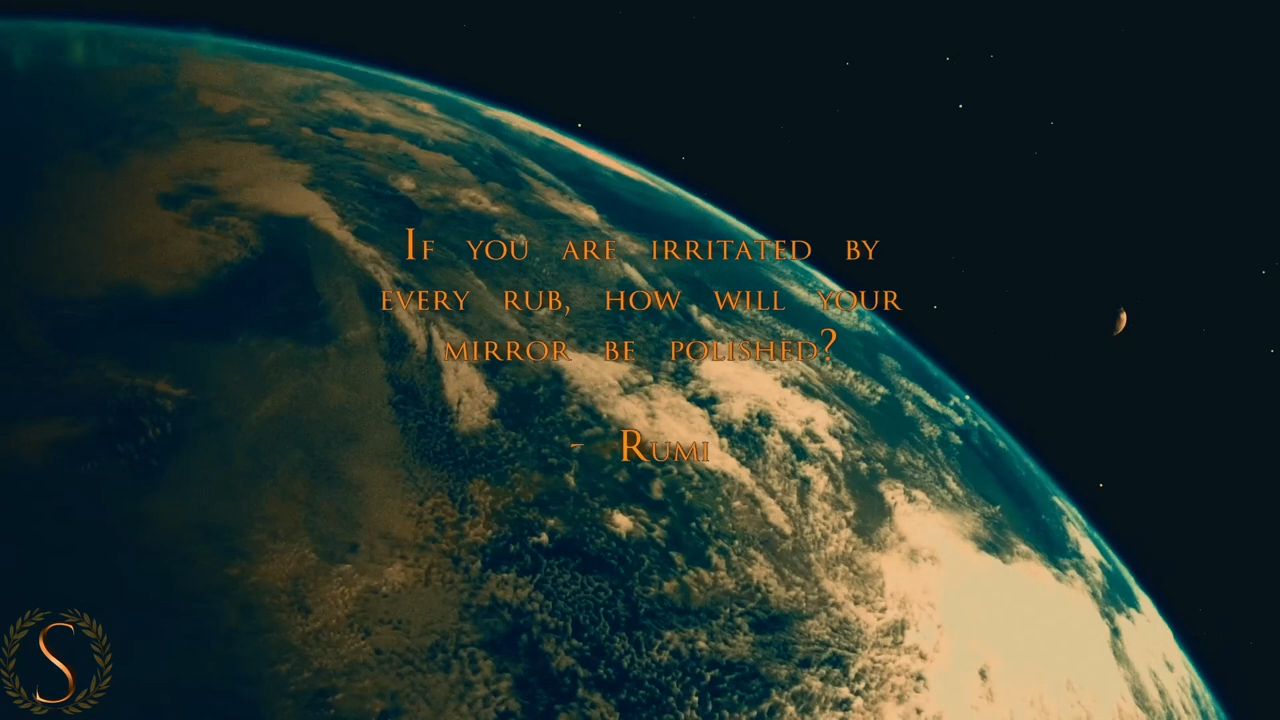 If you are irritated by
every rub, how will your
mirror be polished?
- Rumi
S